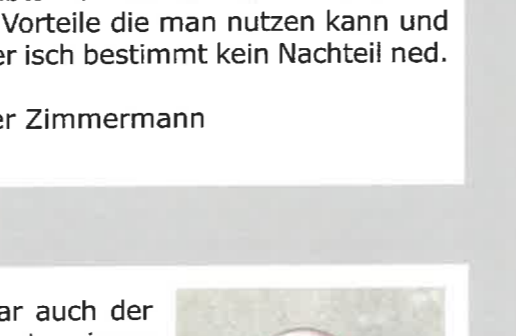 Vorteile die man nutzen kann und
er isch bestimmt kein Nachteil ned.
er Zimmermann
ar auch der